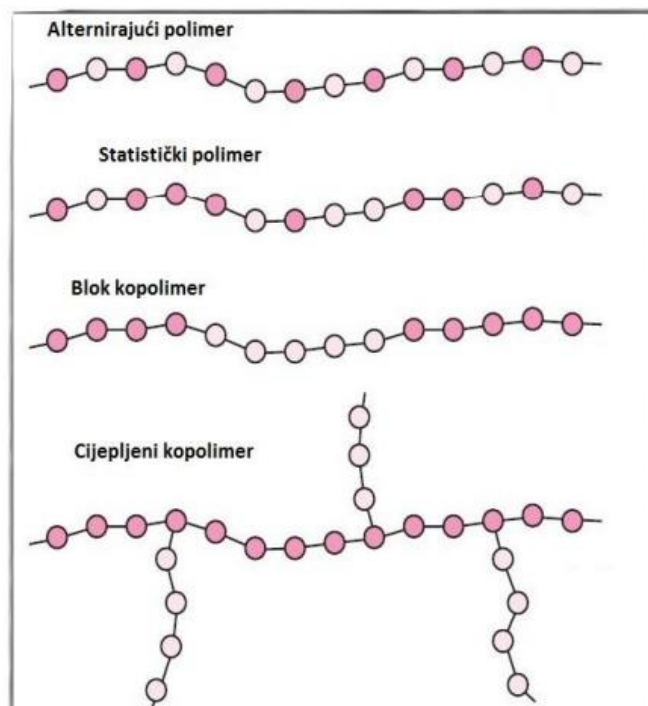 Alternirajući polimer
Statistički polimer
Blok kopolimer
Cijepljeni kopolimer